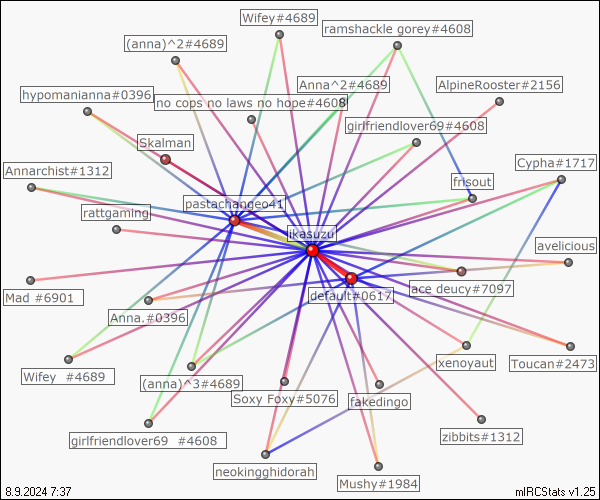 Wifey#4689
ramshackle gorey#4608
(anna)^2#4689
Anna^2#4689
AlpineRooster#2156
hypomanianna#0396
no cops no laws no hope#4608
girlfriendlover69#4608
Skalman
Cypha#1717
Annarchist#1312
frisout
pastachangeo41
rattgaming
ikasuzu
avelicious
ace deucy#7097
default#0617
Mad #6901
Anna.#0396
xenoyaut
Toucan#2473
Wifey  #4689
(anna)^3#4689
Soxy Foxy#5076
fakedingo
girlfriendlover69  #4608
zibbits#1312
neokingghidorah
Mushy#1984
8.9.2024 7:37
mIRCStats v1.25